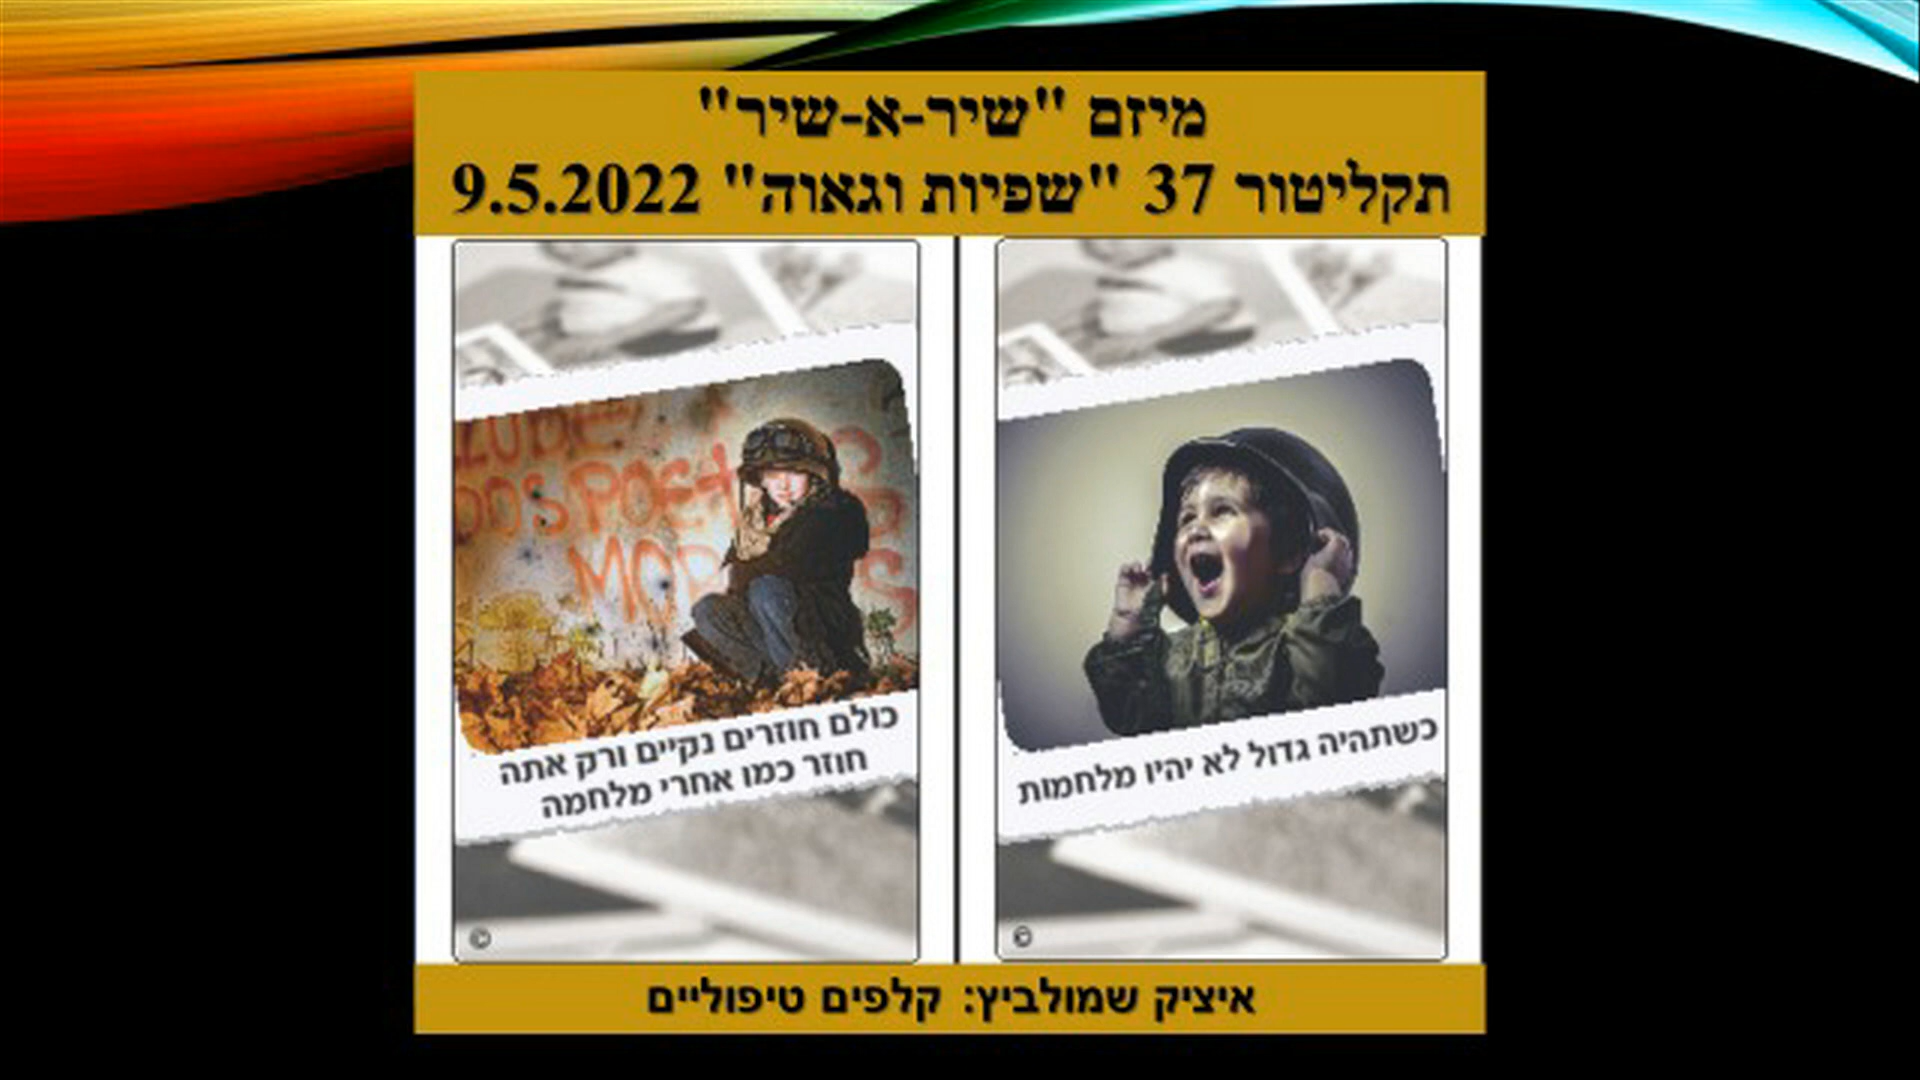 מיזם "שיר-א-שיר"
תקליטור 37 "שפיות וגאוה" 9.5.2022
כשתהיה גדול לא יהיו מלחמות
©
כולם חוזרים נקיים ורק אתה
חוזר כמו אחרי מלחמה
©
איציק שמולביץ: קלפים טיפוליים